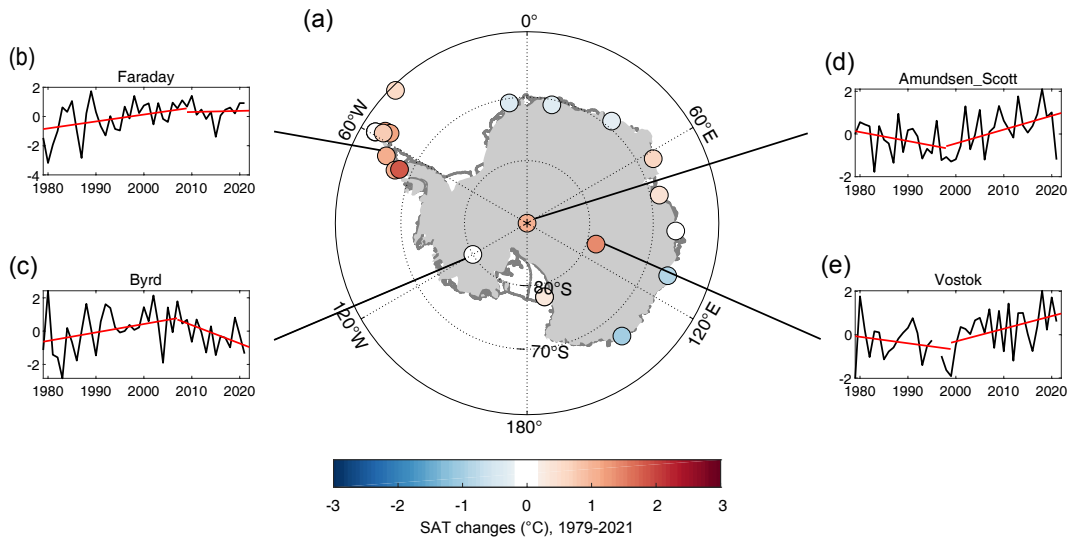 (a)
0°
60°E
120°E
180°
120°W
60°W
80°S
70°S
(b)
Faraday
2
0
-2
-4
1980 1990 2000 2010 2020
(c)
Byrd
2
0
-2
1980 1990 2000 2010 2020
(d)
Amundsen_Scott
2
0
-2
1980 1990 2000 2010 2020
(e)
Vostok
2
0
-2
1980 1990 2000 2010 2020
-3 -2 -1 0 1 2 3
SAT changes (°C), 1979-2021